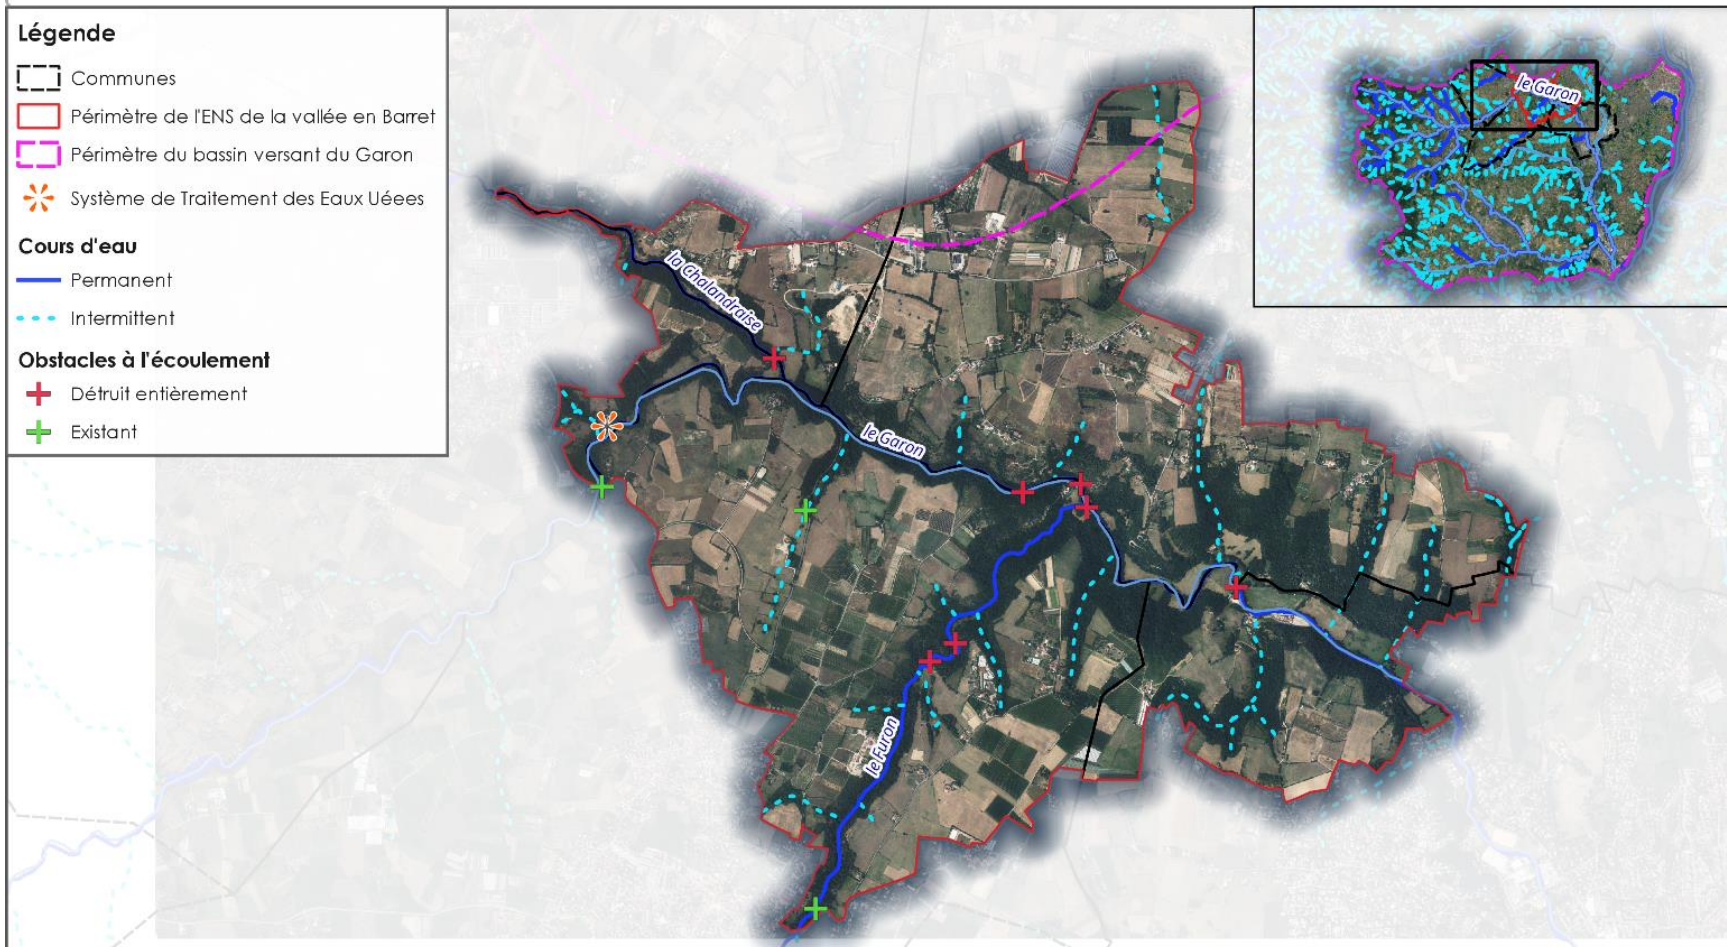 Légende
Communes
Périmètre de l'ENS de la vallée en Barret
Périmètre du bassin versant du Garon
Système de Traitement des Eaux Uéees
Cours d'eau
Permanent
Intermittent
Obstacles à l'écoulement
Détruit entièrement
Existant
le Garon
la Chalandraise
le Garon
le Furon